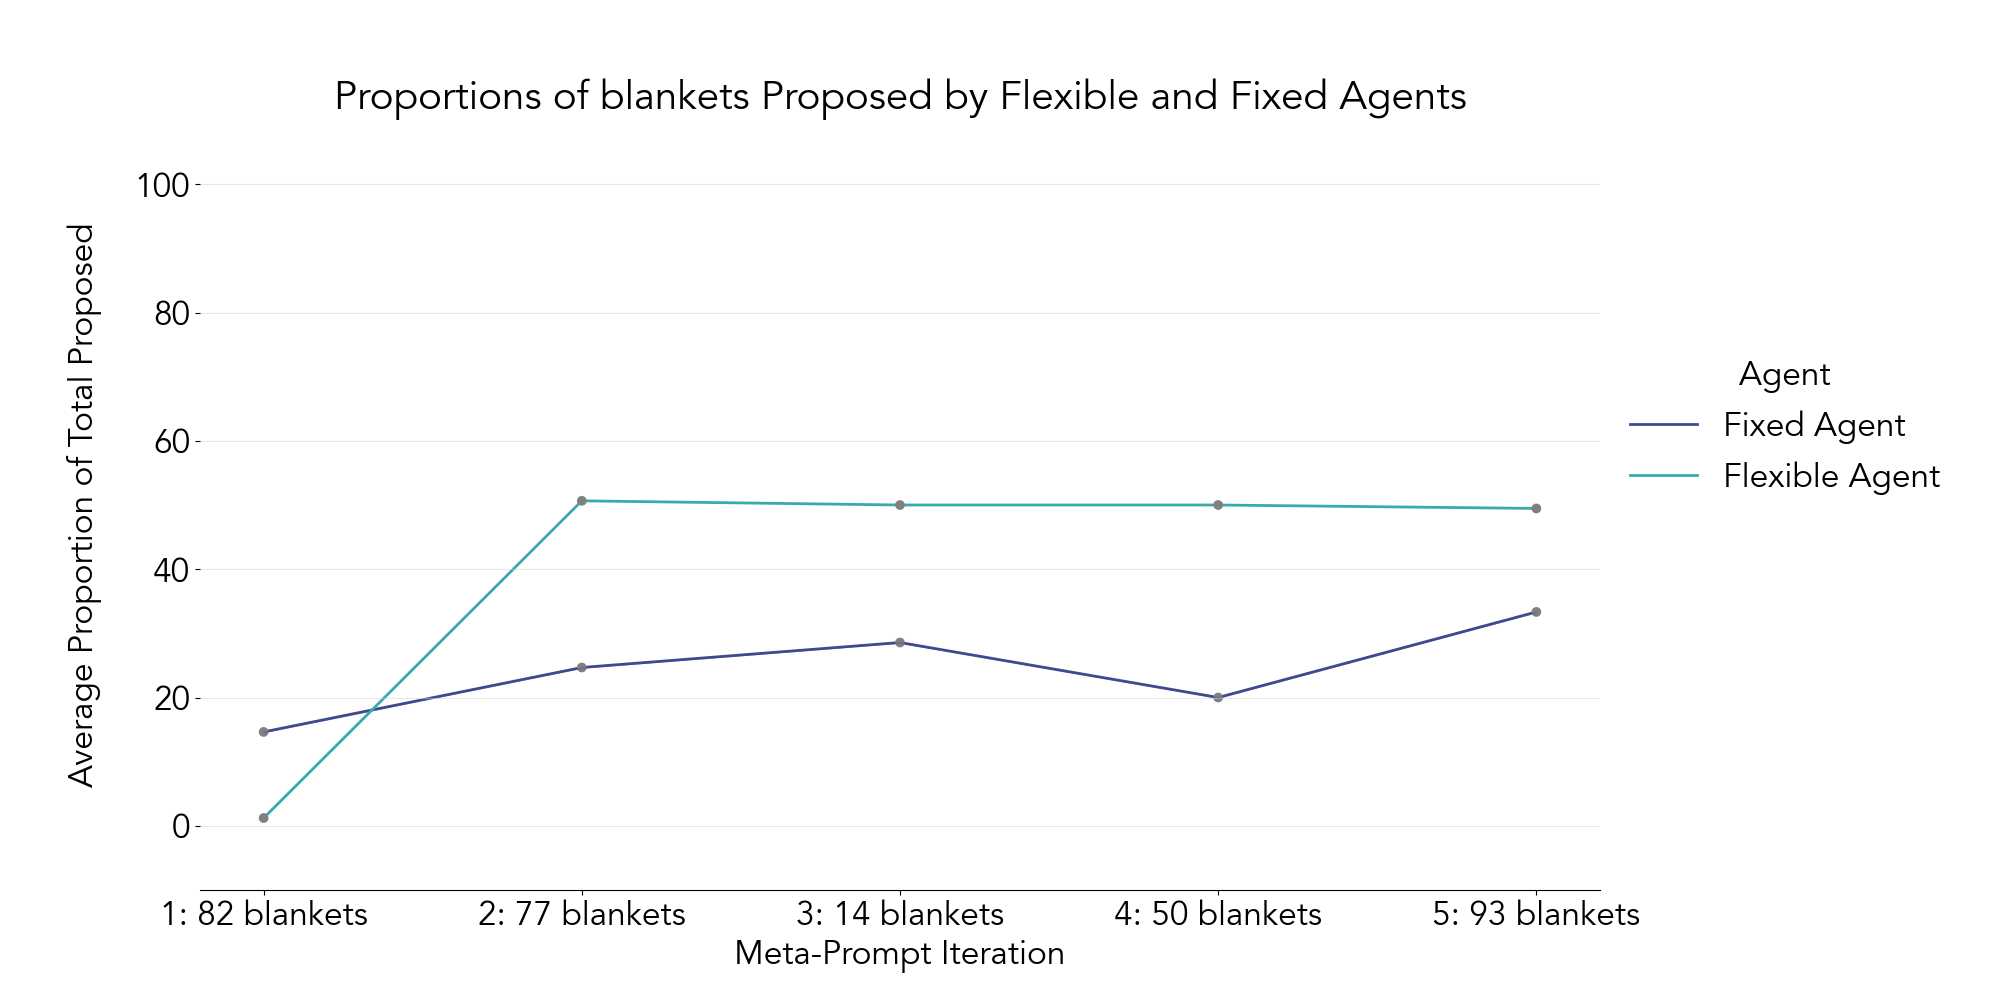 Proportions of blankets Proposed by Flexible and Fixed Agents
Average Proportion of Total Proposed
100
80
60
40
20
0
1: 82 blankets
2: 77 blankets
3: 14 blankets
4: 50 blankets
5: 93 blankets
Meta-Prompt Iteration
Agent
Fixed Agent
Flexible Agent